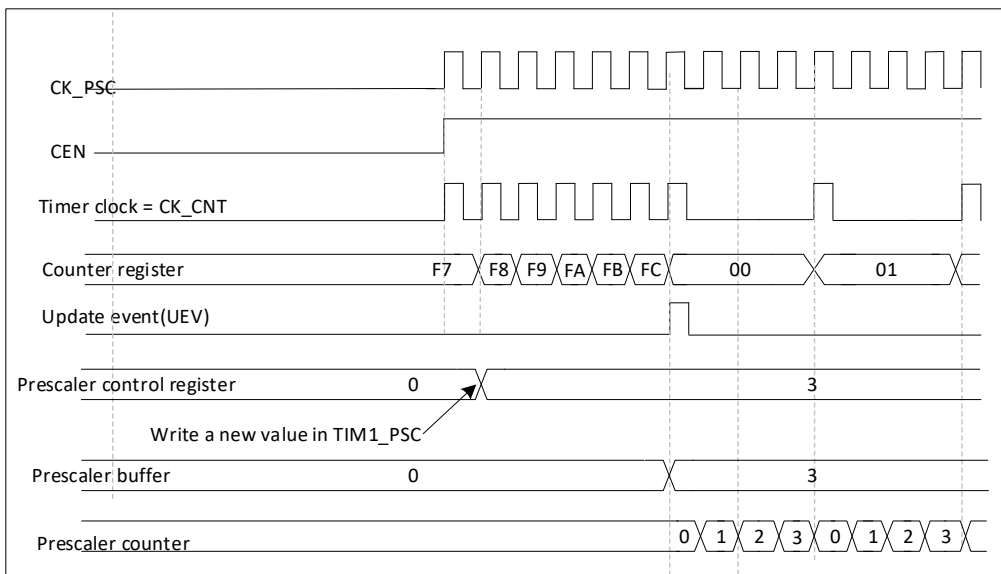 CK_PSC
CEN
Timer clock = CK_CNT
Counter register F7 F8 F9 FA FB FC 00 01
Update event(UEV)
Prescaler control register 0 3
Write a new value in TIM1_PSC
Prescaler buffer 0 3
Prescaler counter 0 1 2 3 0 1 2 3